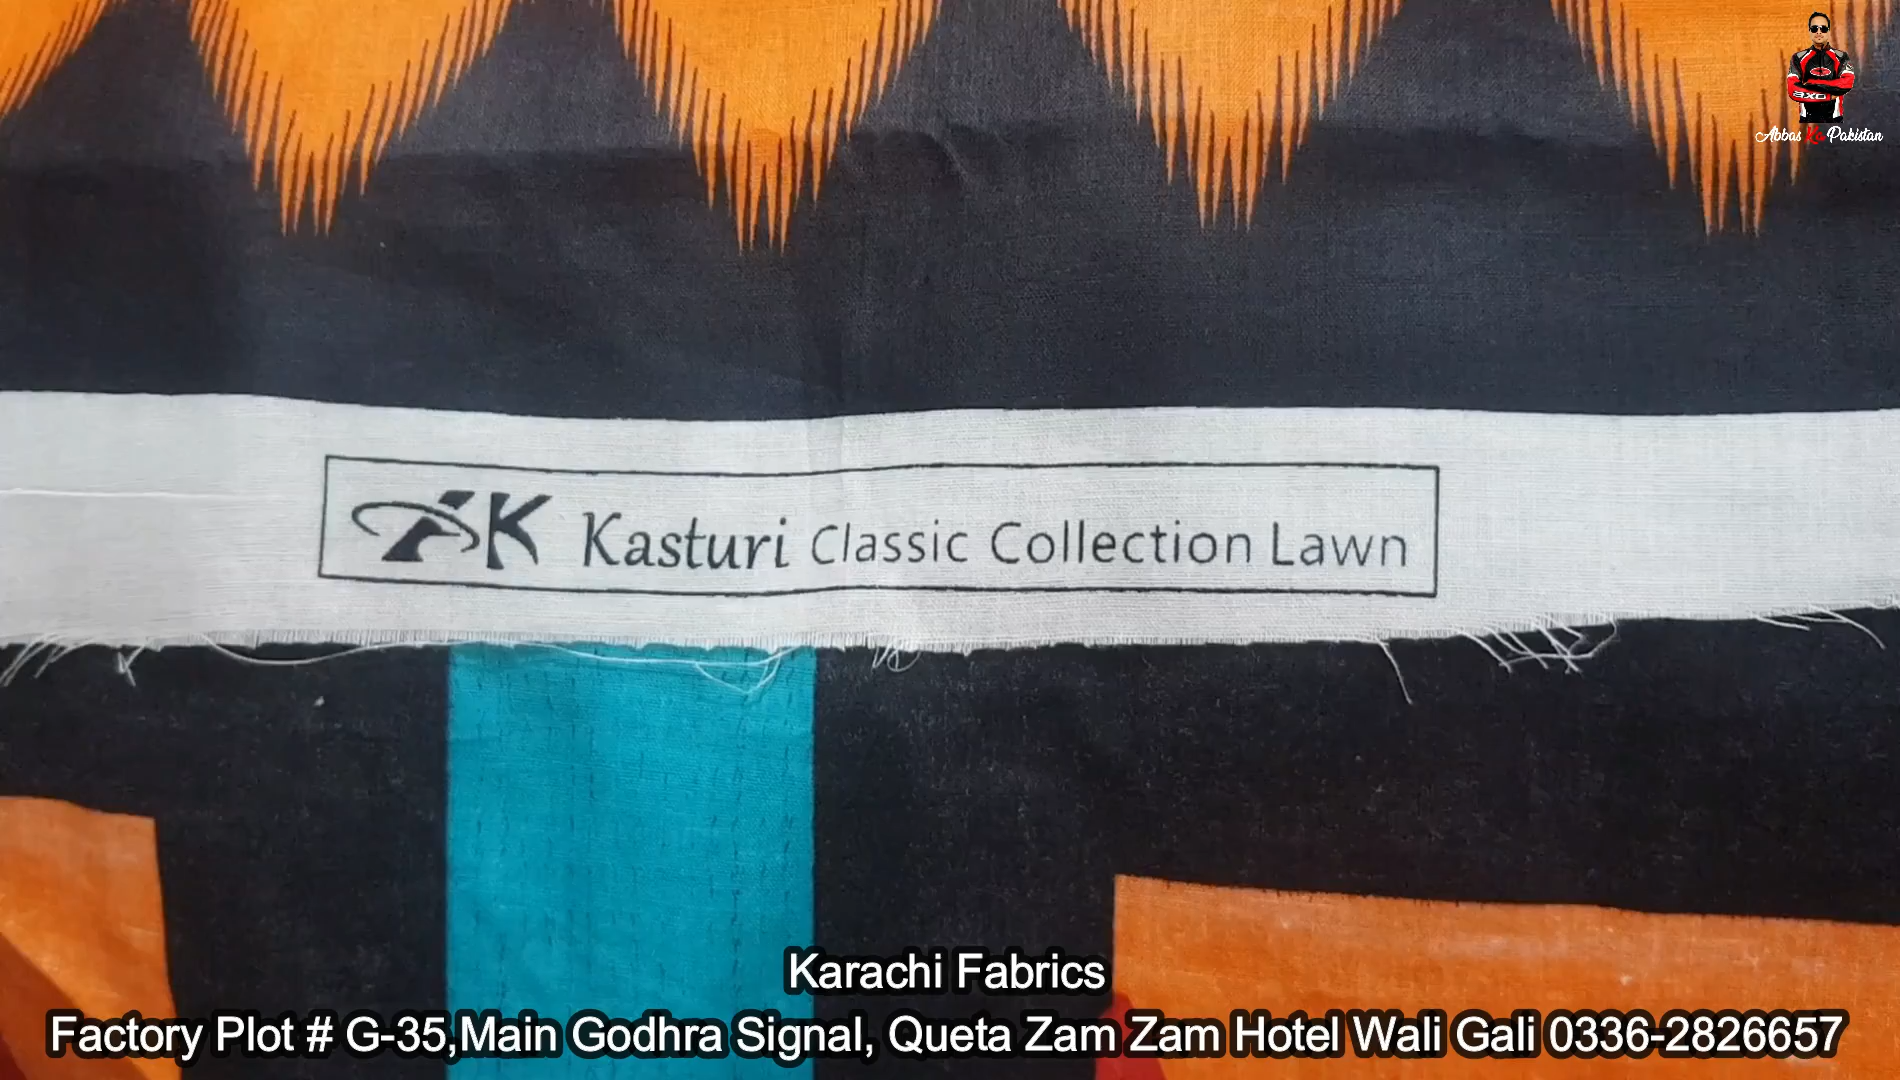 axo
Abbas Ka Pakistan
K Kasturi Classic Collection Lawn
Karachi Fabrics
Factory Plot # G-35,Main Godhra Signal, Queta Zam Zam Hotel Wali Gali 0336-2826657